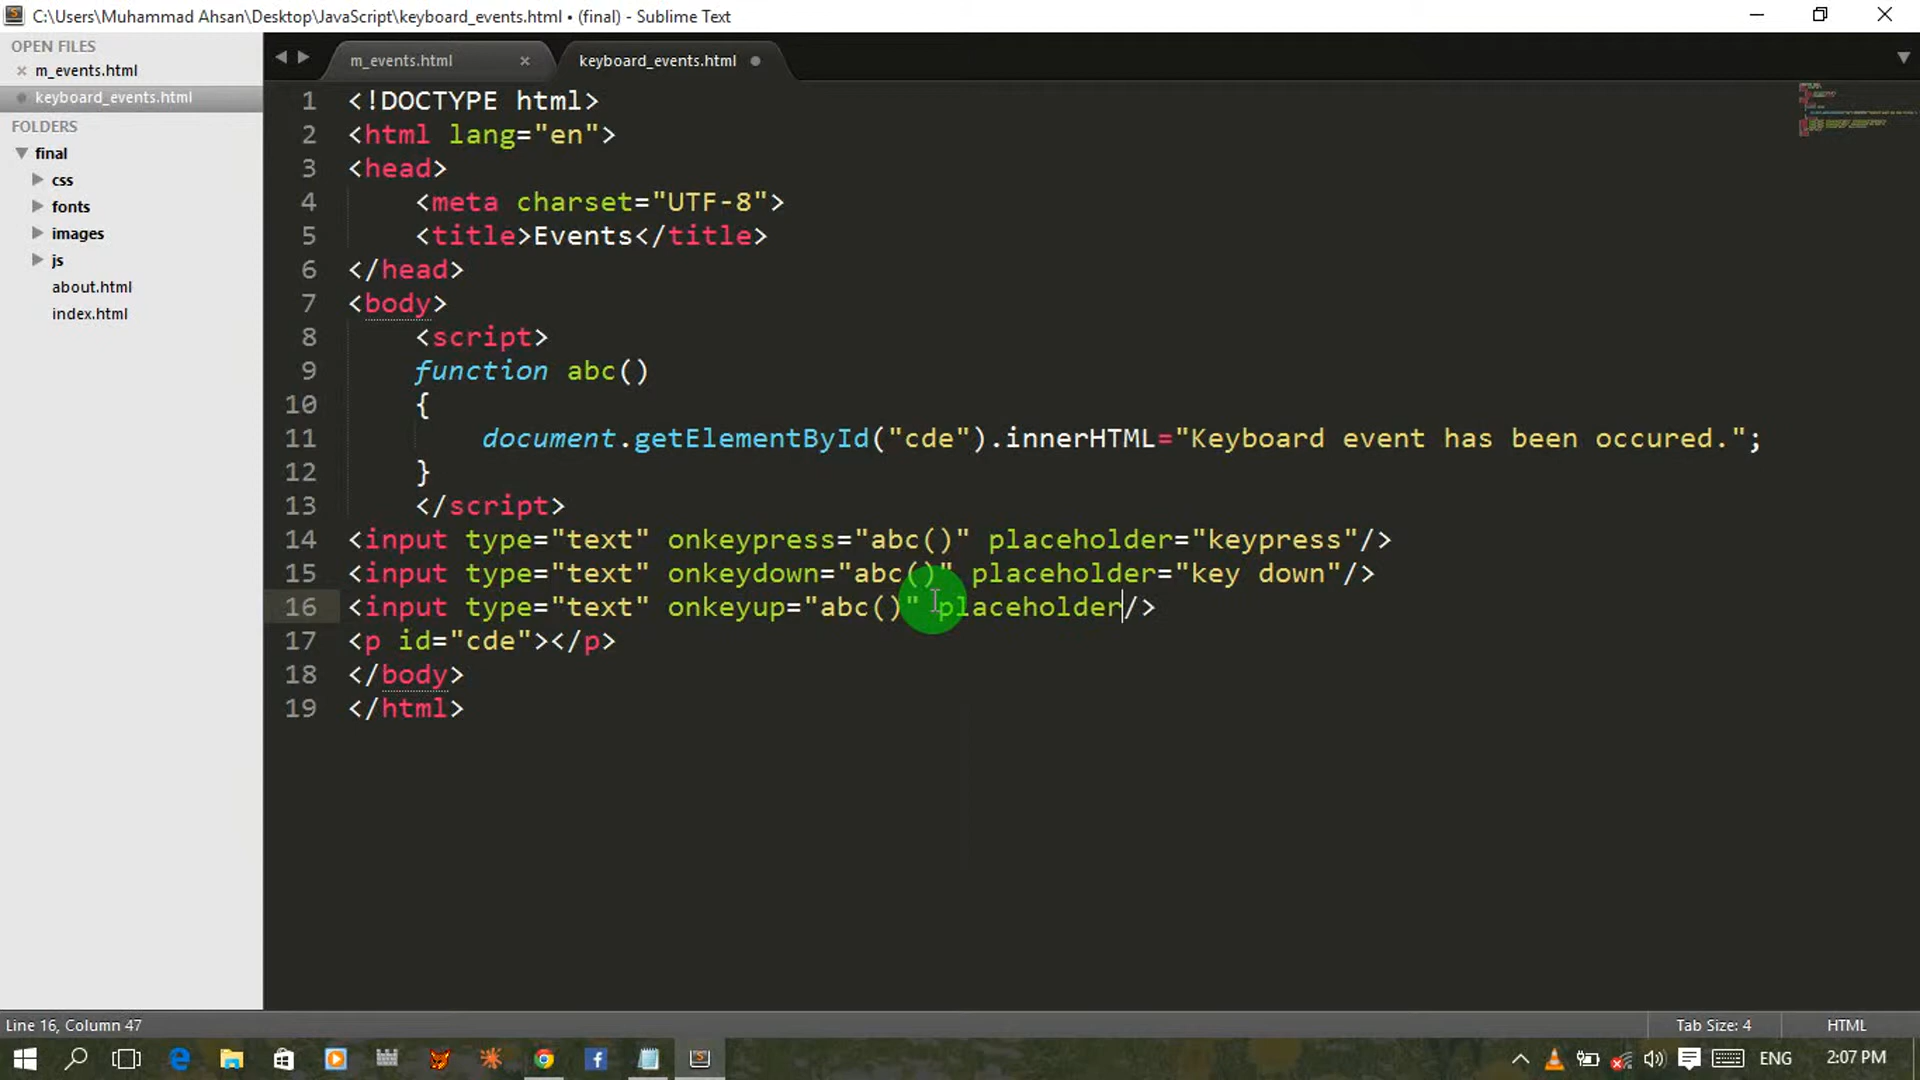 C:\Users\Muhammad Ahsan\Desktop\JavaScript\keyboard_events.html • (final) - Sublime Text
OPEN FILES
m_events.html
keyboard_events.html
FOLDERS
final
css
fonts
images
js
about.html
index.html
m_events.html
keyboard_events.html
1 <!DOCTYPE html>
2 <html lang="en">
3 <head>
4 <meta charset="UTF-8">
5 <title>Events</title>
6 </head>
7 <body>
8 <script>
9 function abc()
10 {
11 document.getElementById("cde").innerHTML="Keyboard event has been occured.";
12 }
13 </script>
14 <input type="text" onkeypress="abc()" placeholder="keypress"/>
15 <input type="text" onkeydown="abc()" placeholder="key down"/>
16 <input type="text" onkeyup="abc()" placeholder/>
17 <p id="cde"></p>
18 </body>
19 </html>
Line 16, Column 47
Tab Size: 4
HTML
ENG
2:07 PM